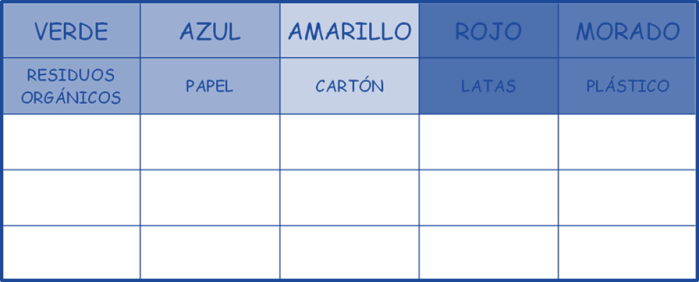 VERDE AZUL AMARILLO ROJO MORADO
RESIDUOS ORGÁNICOS PAPEL CARTÓN LATAS PLÁSTICO